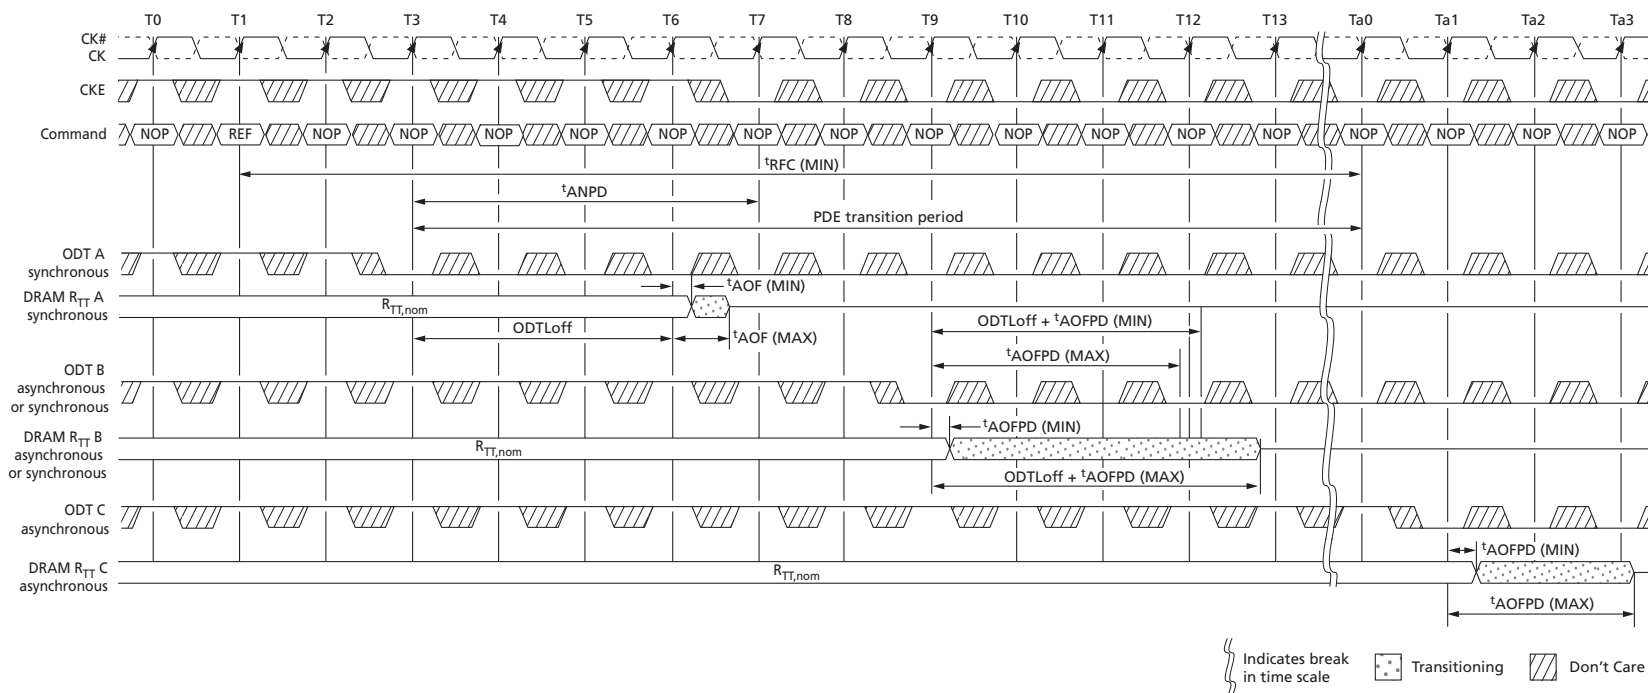 T0 T1 T2 T3 T4 T5 T6 T7 T8 T9 T10 T11 T12 T13 Ta0 Ta1 Ta2 Ta3
CK#
CK
CKE
Command NOP REF NOP NOP NOP NOP NOP NOP NOP NOP NOP NOP NOP NOP NOP NOP NOP NOP
tRFC (MIN)
tANPD
PDE transition period
ODT A
synchronous
tAOF (MIN)
DRAM RTT A
synchronous
RTT,nom
ODTLoff
tAOF (MAX)
ODTLoff + tAOFPD (MIN)
tAOFPD (MAX)
ODT B
asynchronous
or synchronous
tAOFPD (MIN)
DRAM RTT B
asynchronous
or synchronous
RTT,nom
ODTLoff + tAOFPD (MAX)
ODT C
asynchronous
tAOFPD (MIN)
DRAM RTT C
asynchronous
RTT,nom
tAOFPD (MAX)
Indicates break
in time scale
Transitioning
Don't Care